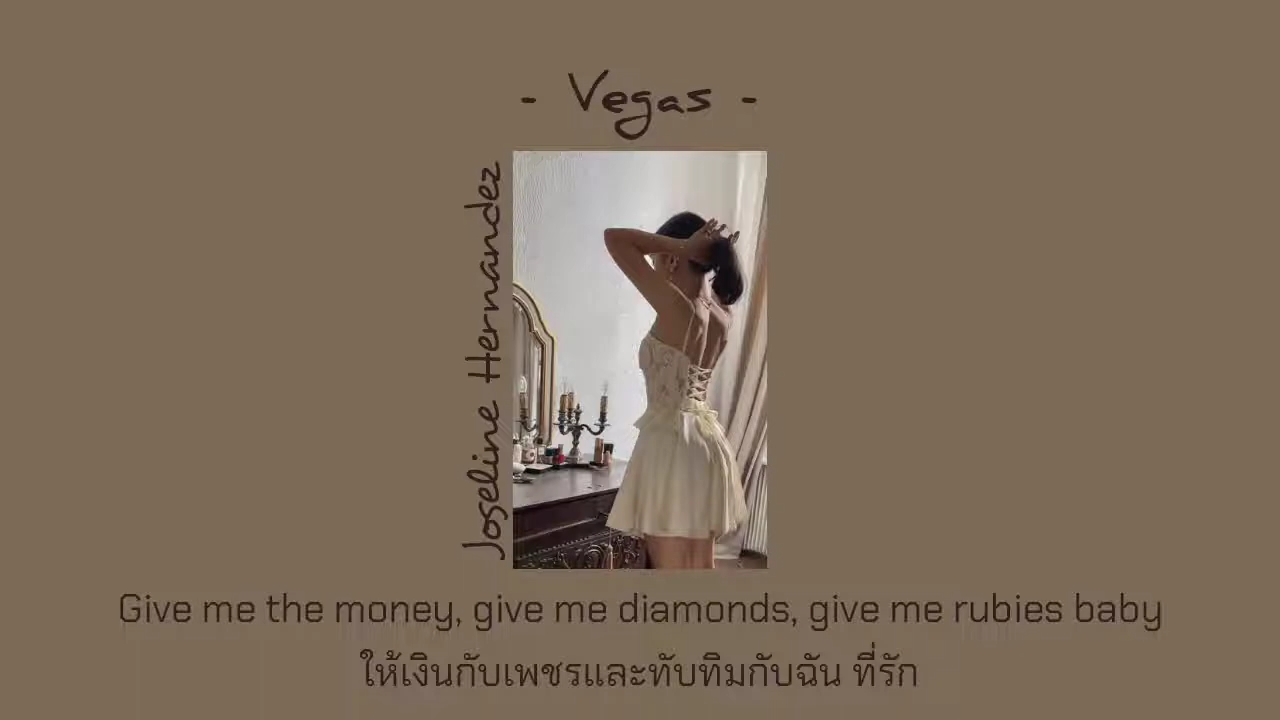 - Vegas -
Joseline Hernandez
Give me the money, give me diamonds, give me rubies baby
ให้เงินกับเพชรและทับทิมกับฉัน ที่รัก